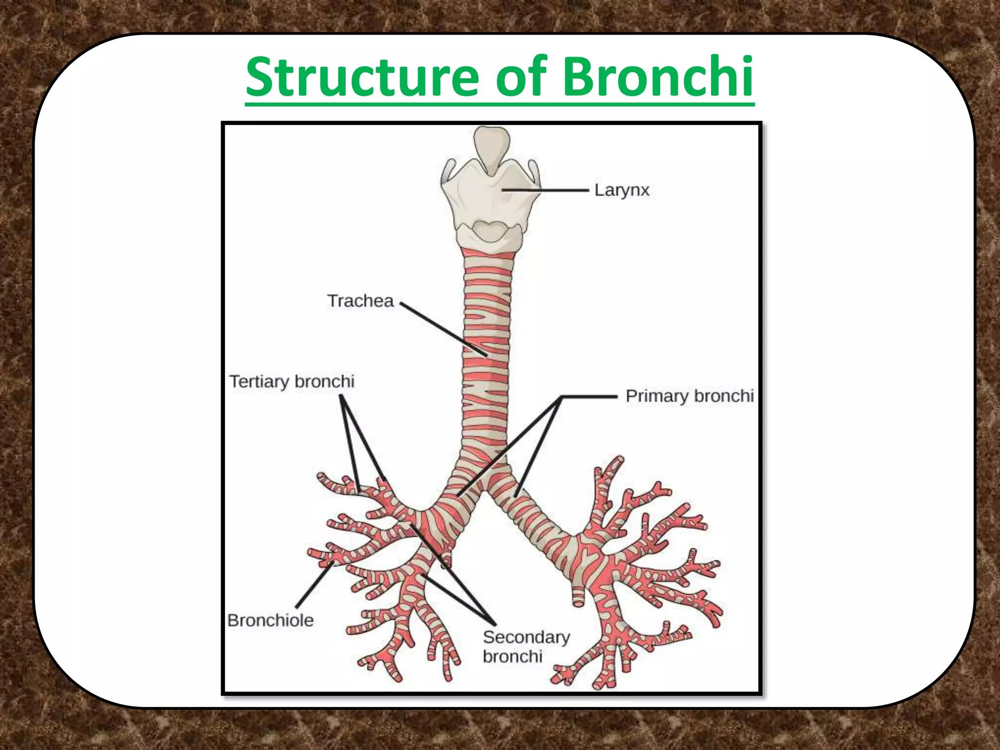 Structure of Bronchi
Larynx
Trachea
Tertiary bronchi
Primary bronchi
Bronchiole
Secondary
bronchi